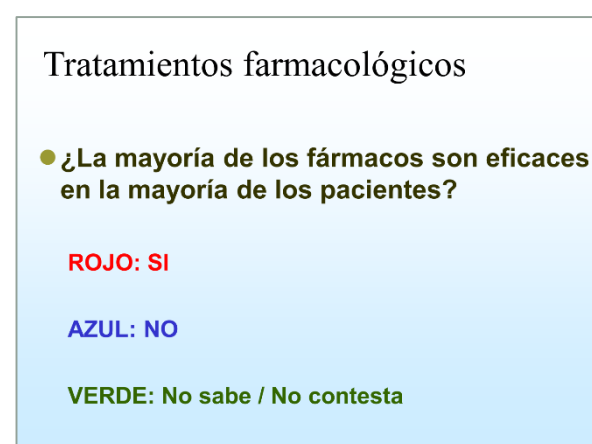 Tratamientos farmacológicos
¿La mayoría de los fármacos son eficaces
en la mayoría de los pacientes?
ROJO: SI
AZUL: NO
VERDE: No sabe / No contesta